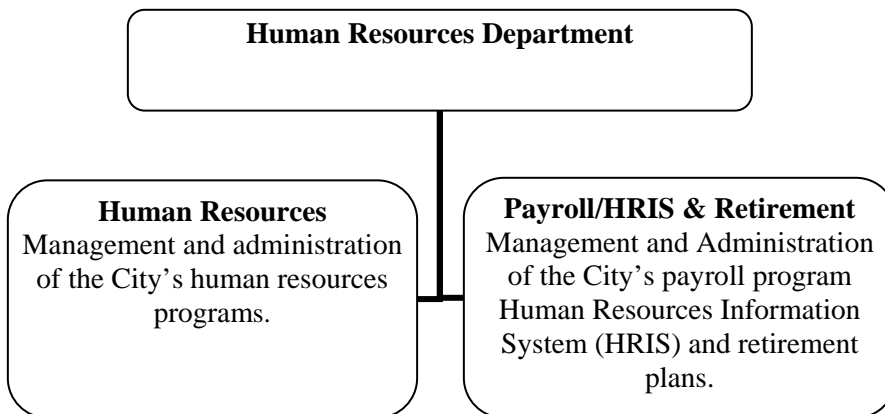 Human Resources Department
Human Resources
Management and administration
of the City’s human resources
programs.
Payroll/HRIS & Retirement
Management and Administration
of the City’s payroll program
Human Resources Information
System (HRIS) and retirement
plans.